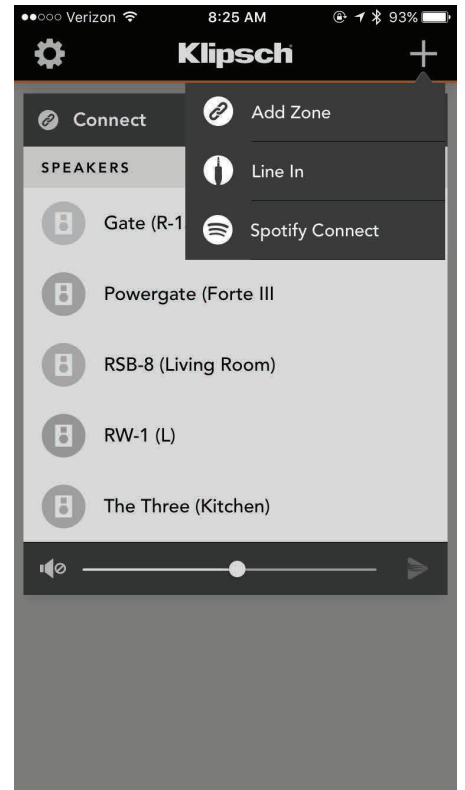 Verizon 8:25 AM 93%
Klipsch
Connect
Add Zone
Line In
Spotify Connect
SPEAKERS
Gate (R-1
Powergate (Forte III
RSB-8 (Living Room)
RW-1 (L)
The Three (Kitchen)